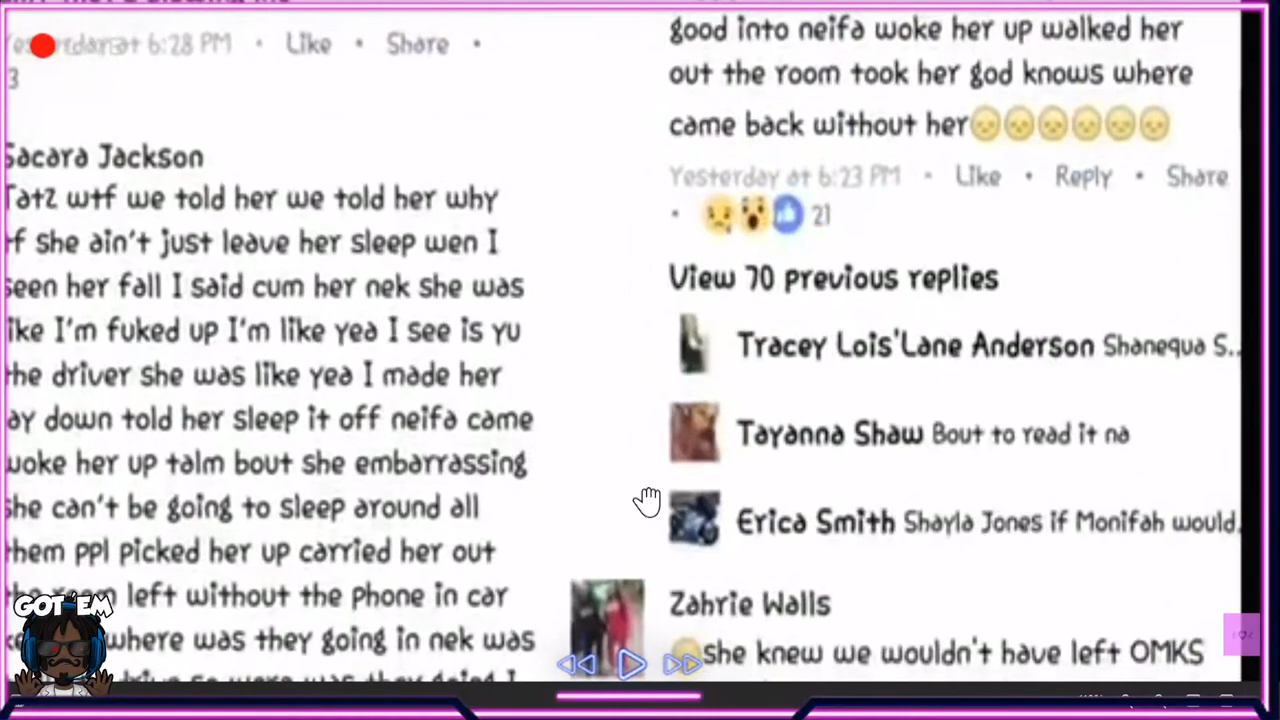 at 6:28 PM · Like · Share ·
3
Sacara Jackson
Tatz wtf we told her we told her why
tf she ain't just leave her sleep wen I
seen her fall I said cum her nek she was
like I'm fuked up I'm like yea I see is yu
the driver she was like yea I made her
lay down told her sleep it off neifa came
woke her up talm bout she embarrassing
she can't be going to sleep around all
them ppl picked her up carried her out
left without the phone in car
where was they going in nek was
good into neifa woke her up walked her
out the room took her god knows where
came back without her😞😞😞😞😞😞
Yesterday at 6:23 PM · Like · Reply · Share
· 😢😮👍 21
View 70 previous replies
Tracey Lois'Lane Anderson Shanequa S..
Tayanna Shaw Bout to read it na
Erica Smith Shayla Jones if Monifah would.
Zahrie Walls
she knew we wouldn't have left OMKS
GOT 'EM